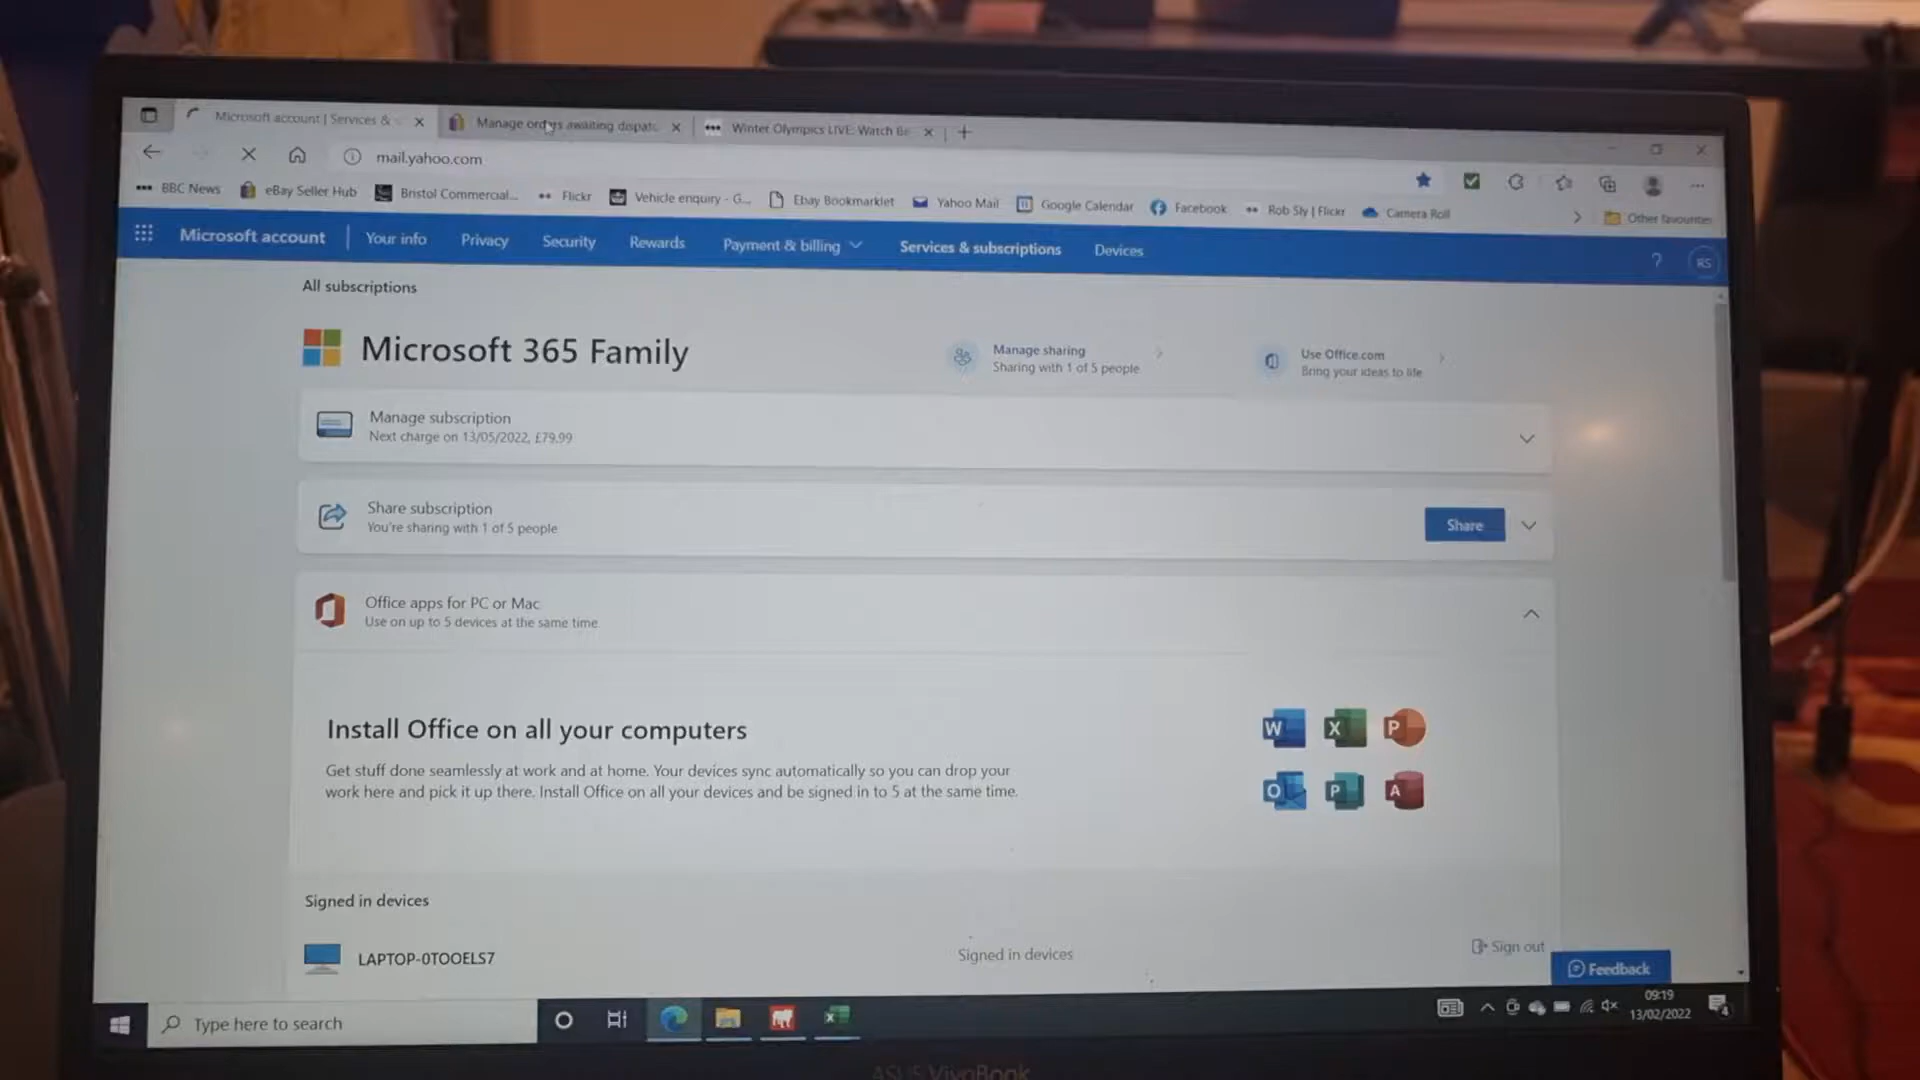 Microsoft account | Services &
Manage orders awaiting dispatc
Winter Olympics LIVE: Watch Be
mail.yahoo.com
BBC News
eBay Seller Hub
Bristol Commercial...
Flickr
Vehicle enquiry - G...
Ebay Bookmarklet
Yahoo Mail
Google Calendar
Facebook
Rob Sly | Flickr
Camera Roll
Other favourites
Microsoft account
Your info
Privacy
Security
Rewards
Payment & billing
Services & subscriptions
Devices
?
RS
All subscriptions
Microsoft 365 Family
Manage sharing
Sharing with 1 of 5 people
Use Office.com
Bring your ideas to life
Manage subscription
Next charge on 13/05/2022, £79.99
Share subscription
You're sharing with 1 of 5 people
Share
Office apps for PC or Mac
Use on up to 5 devices at the same time.
Install Office on all your computers
Get stuff done seamlessly at work and at home. Your devices sync automatically so you can drop your
work here and pick it up there. Install Office on all your devices and be signed in to 5 at the same time.
W X P
O P A
Signed in devices
LAPTOP-0TOOELS7
Signed in devices
Sign out
Feedback
Type here to search
09:19
13/02/2022
4
ASUS VivoBook